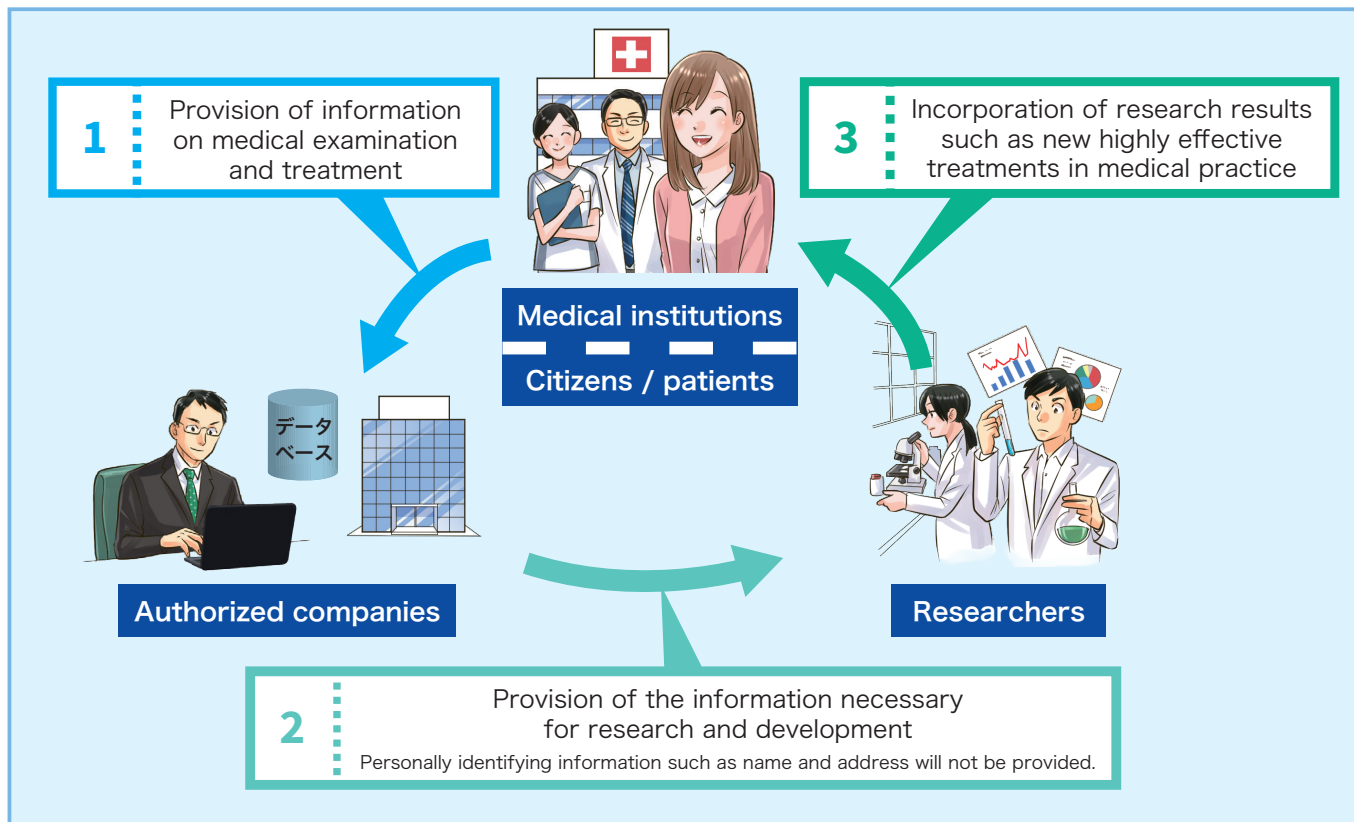 1
Provision of information
on medical examination
and treatment
3
Incorporation of research results
such as new highly effective
treatments in medical practice
Medical institutions
Citizens / patients
データ
ベース
Authorized companies
Researchers
2
Provision of the information necessary
for research and development
Personally identifying information such as name and address will not be provided.